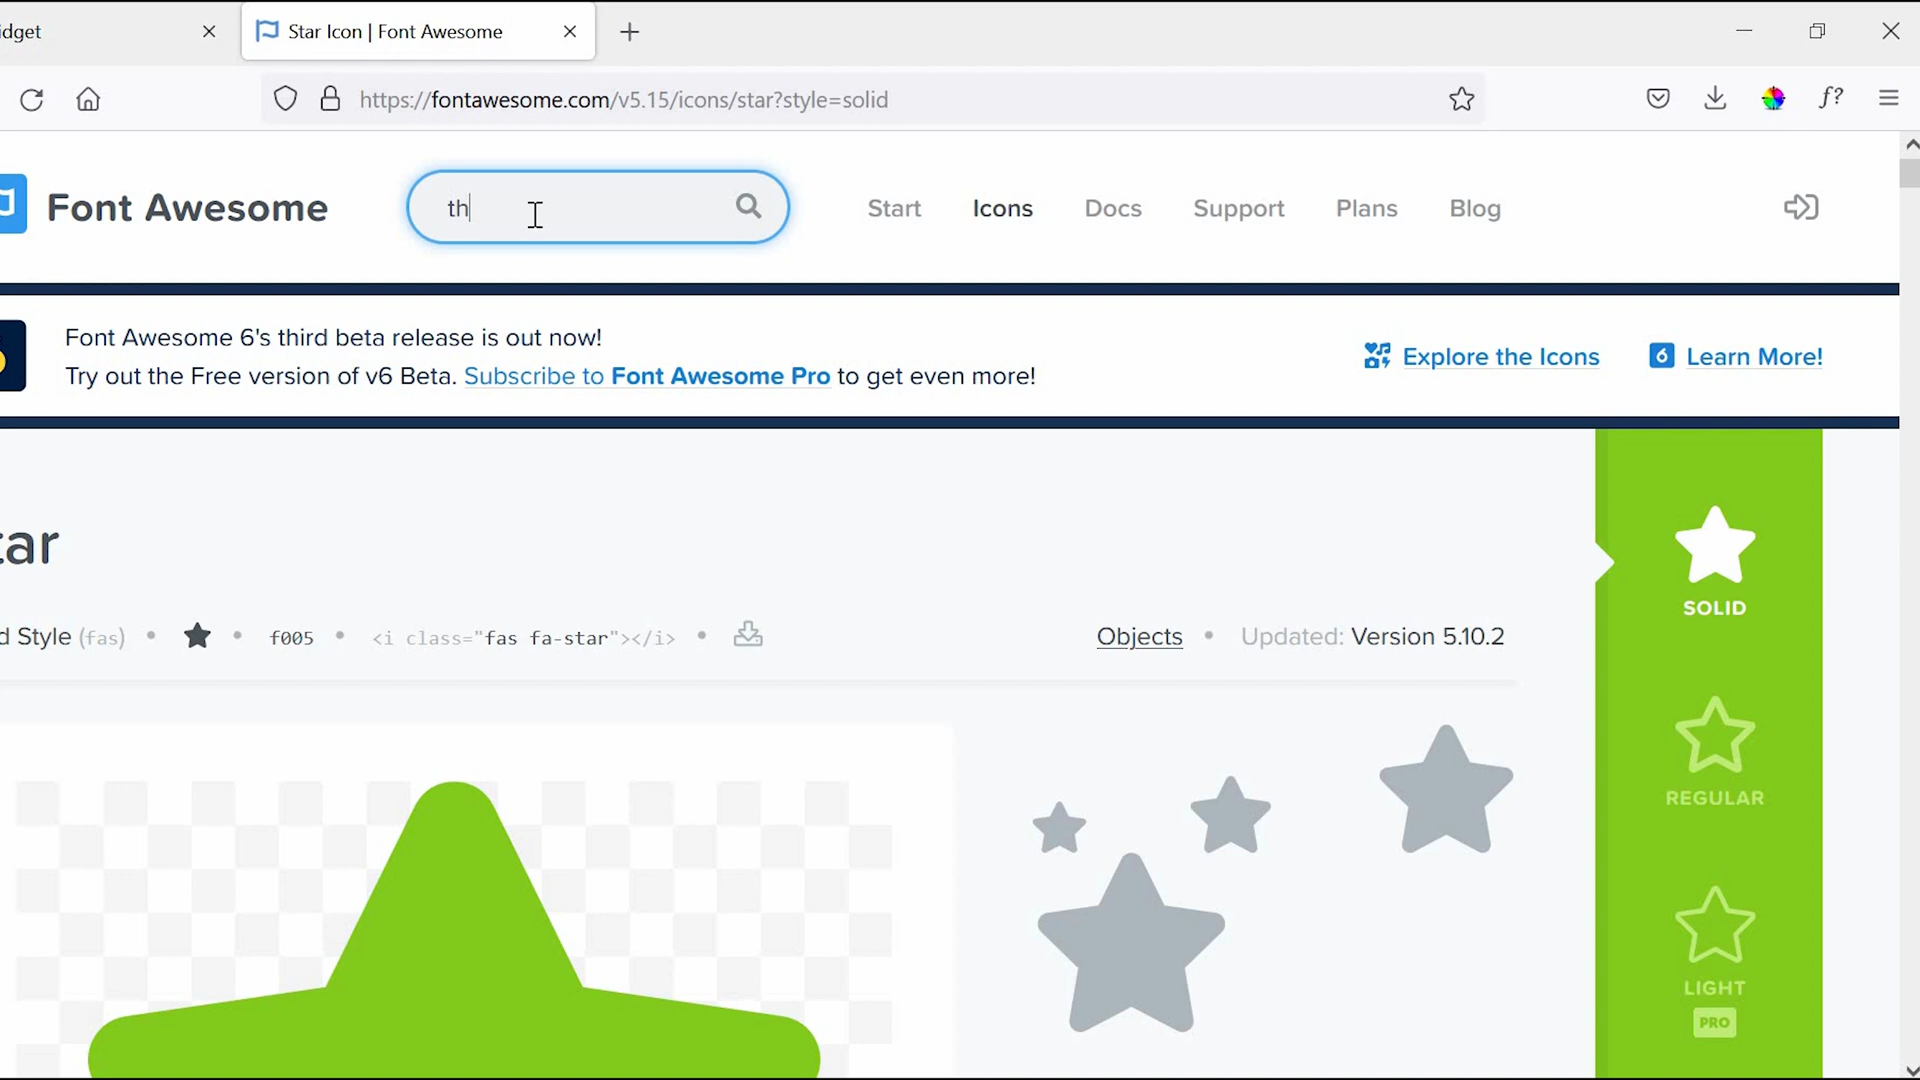 idget
Star Icon | Font Awesome
https://fontawesome.com/v5.15/icons/star?style=solid
f?
Font Awesome
th
Start
Icons
Docs
Support
Plans
Blog
Font Awesome 6's third beta release is out now!
Try out the Free version of v6 Beta. Subscribe to Font Awesome Pro to get even more!
Explore the Icons
6
Learn More!
tar
d Style (fas) • • f005 • <i class="fas fa-star"></i> •
Objects • Updated: Version 5.10.2
SOLID
REGULAR
LIGHT
PRO